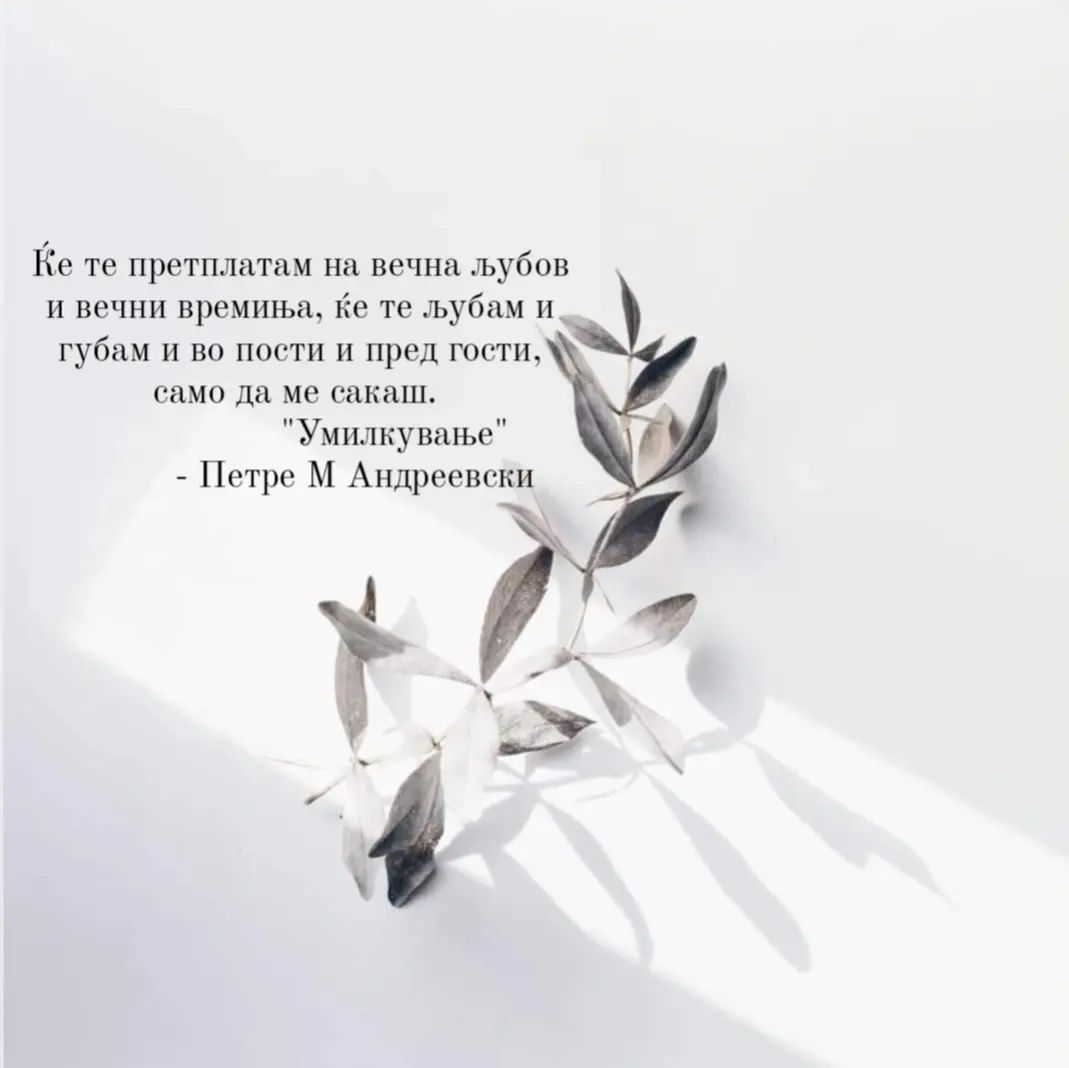 Ќе те претплатам на вечна љубов
и вечни времиња, ќе те љубам и
губам и во пости и пред гости,
само да ме сакаш.
"Умилкување"
- Петре М Андреевски